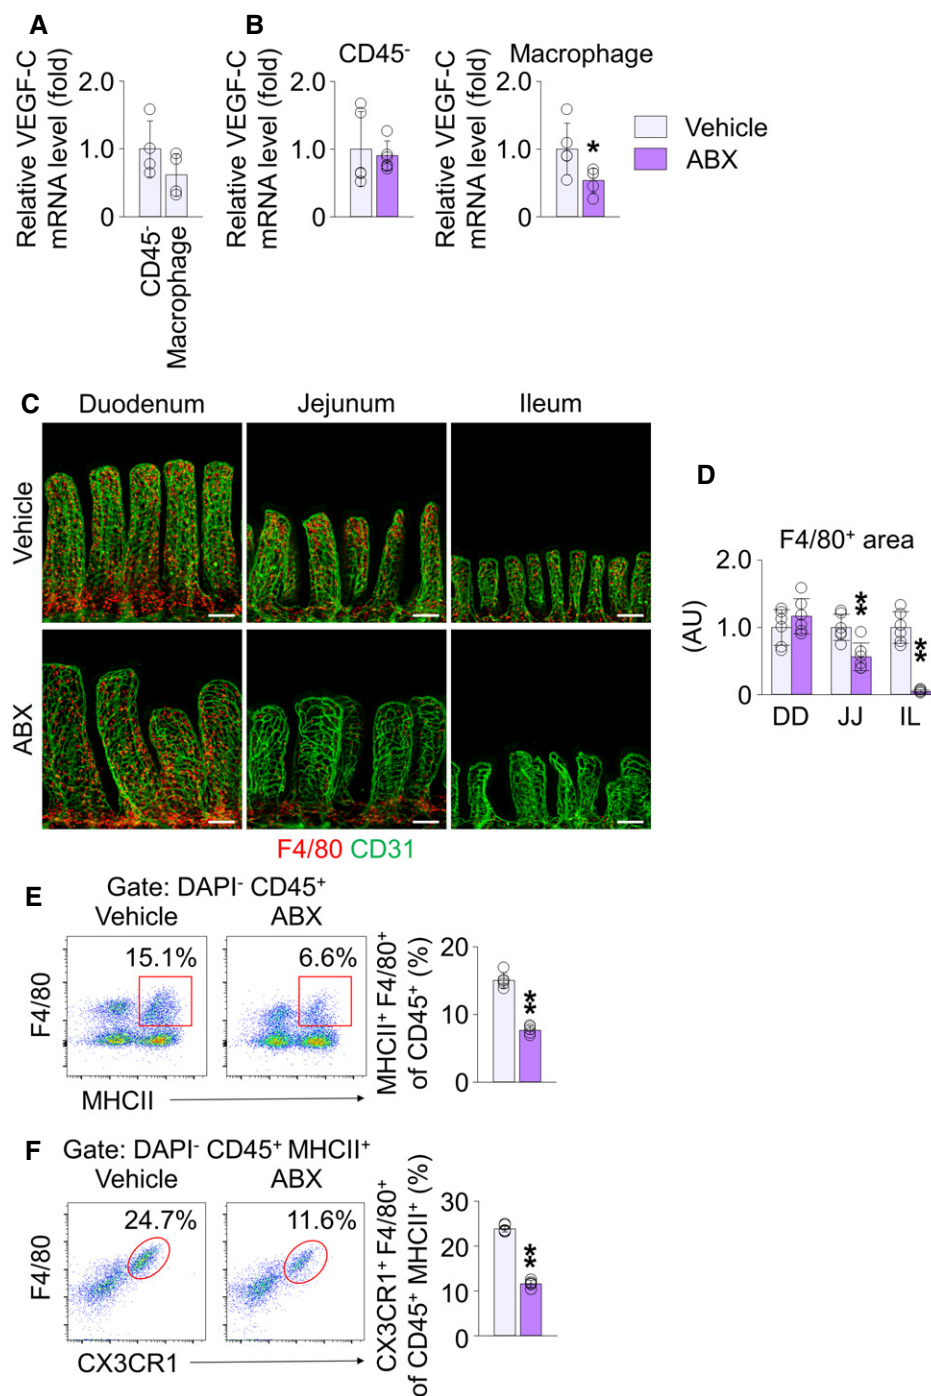 A
Relative VEGF-C
mRNA level (fold)
2.0
1.0
0
CD45-
Macrophage
B
CD45-
Relative VEGF-C
mRNA level (fold)
2.0
1.0
0
Macrophage
Relative VEGF-C
mRNA level (fold)
2.0
1.0
0
*
Vehicle
ABX
C
Duodenum
Jejunum
Ileum
Vehicle
ABX
F4/80 CD31
D
F4/80+ area
(AU)
2.0
1.0
0
**
**
DD
JJ
IL
E
Gate: DAPI- CD45+
Vehicle
ABX
F4/80
15.1%
6.6%
MHCII
MHCII+ F4/80+
of CD45+ (%)
20
10
0
**
F
Gate: DAPI- CD45+ MHCII+
Vehicle
ABX
F4/80
24.7%
11.6%
CX3CR1
CX3CR1+ F4/80+
of CD45+ MHCII+ (%)
30
20
10
0
**